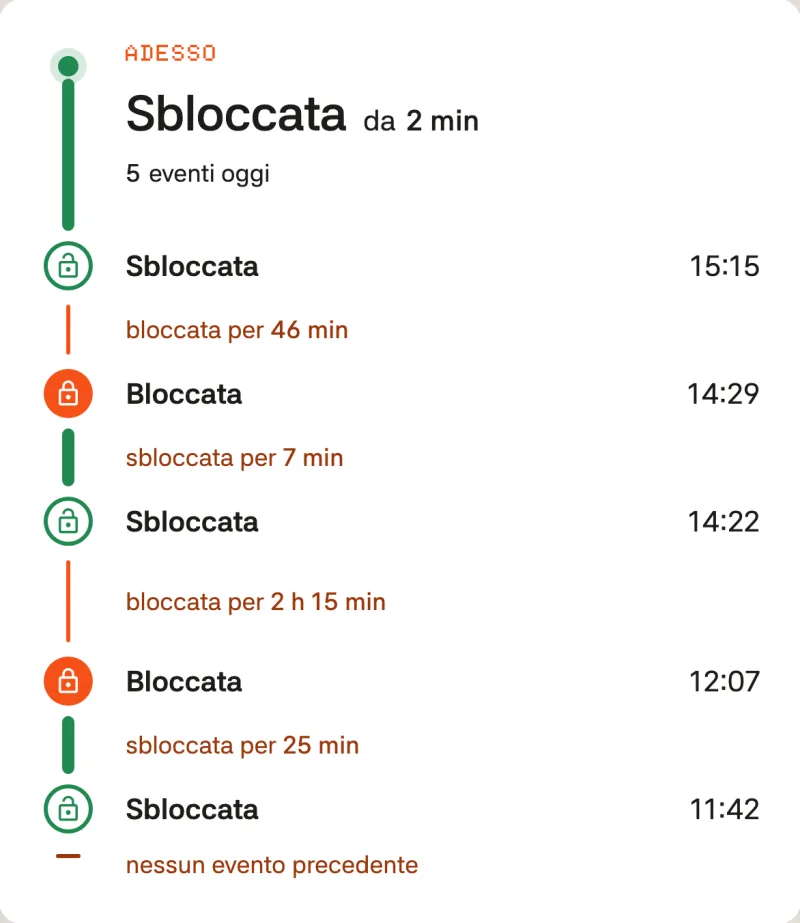 ADESSO
Sbloccata da 2 min
5 eventi oggi
Sbloccata 15:15
bloccata per 46 min
Bloccata 14:29
sbloccata per 7 min
Sbloccata 14:22
bloccata per 2 h 15 min
Bloccata 12:07
sbloccata per 25 min
Sbloccata 11:42
nessun evento precedente